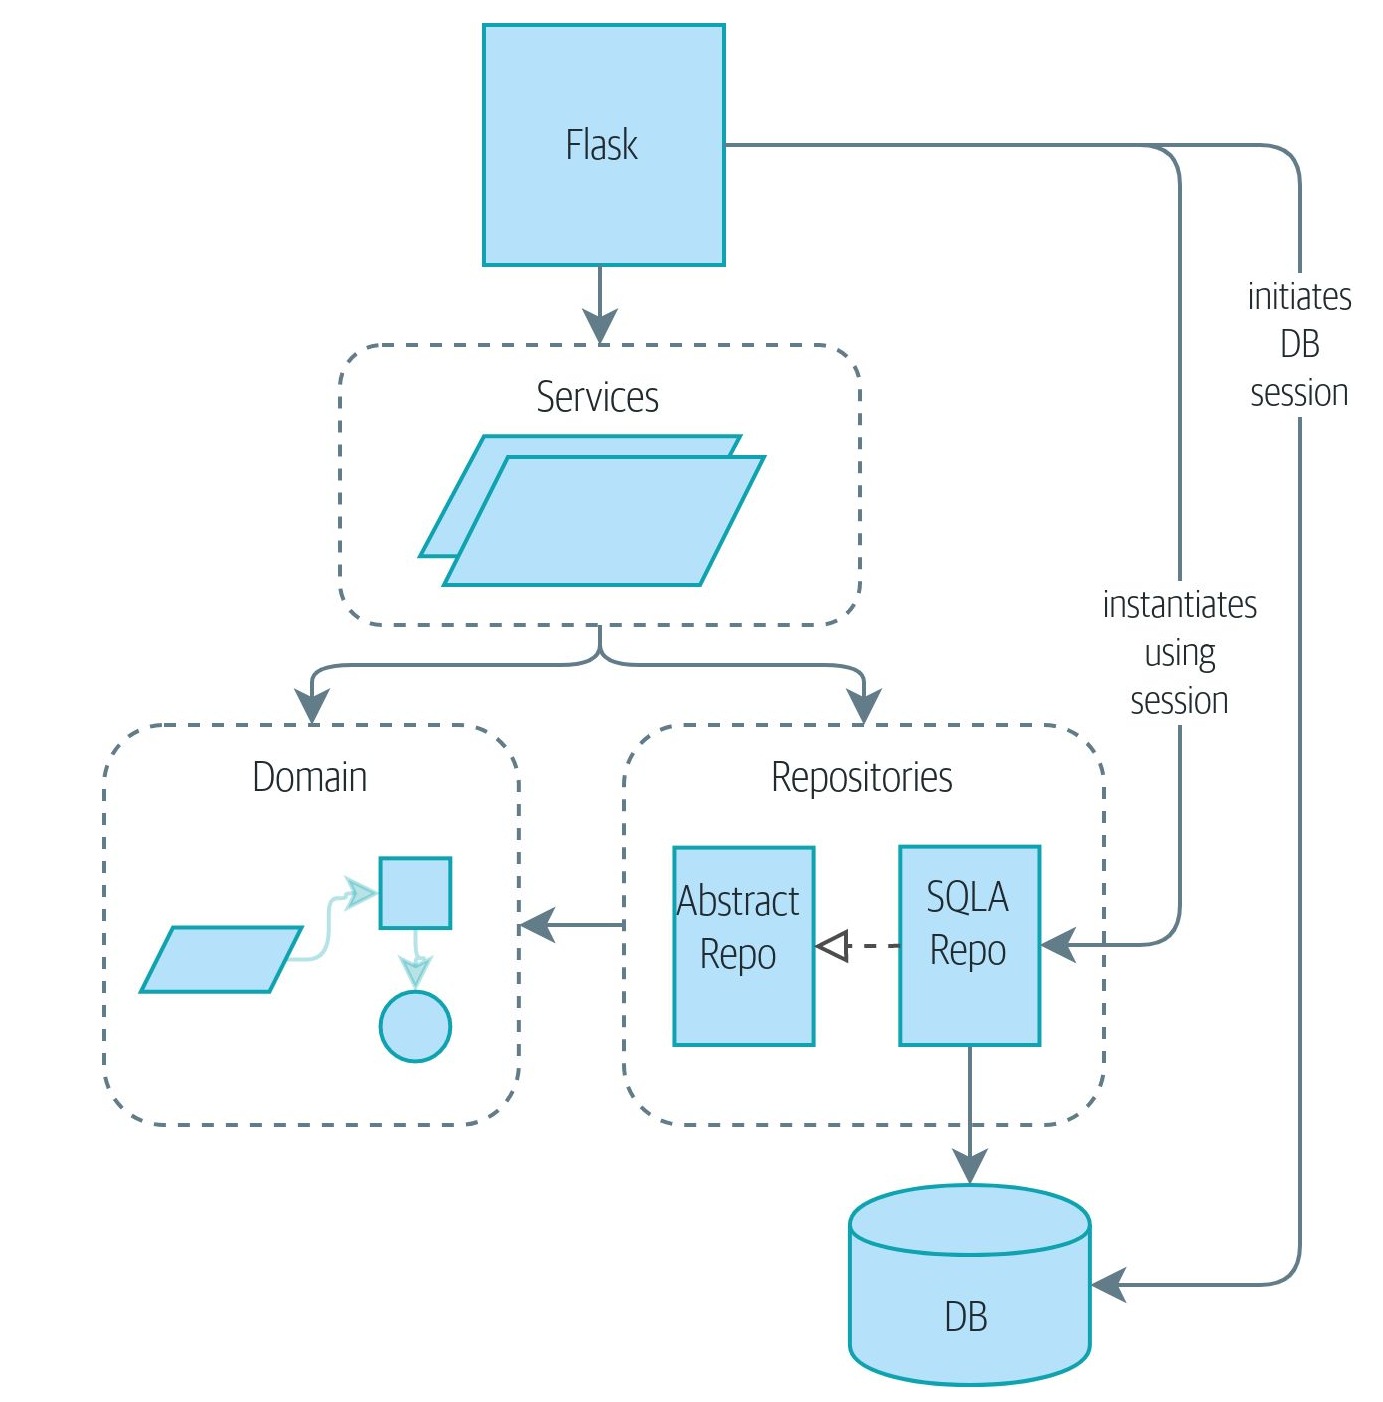 Flask
initiates
DB
session
Services
instantiates
using
session
Domain
Repositories
Abstract
Repo
SQLA
Repo
DB